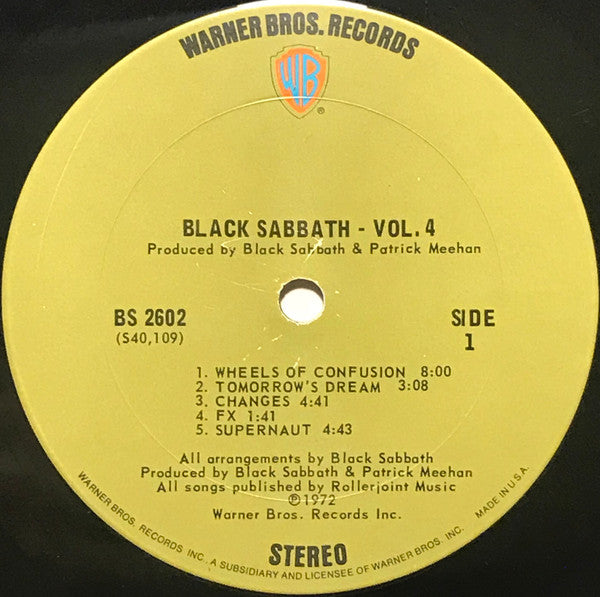 WARNER BROS. RECORDS
WB
®
BLACK SABBATH - VOL. 4
Produced by Black Sabbath & Patrick Meehan
BS 2602
(S40,109)
SIDE
1
1. WHEELS OF CONFUSION 8:00
2. TOMORROW'S DREAM 3:08
3. CHANGES 4:41
4. FX 1:41
5. SUPERNAUT 4:43
All arrangements by Black Sabbath
Produced by Black Sabbath & Patrick Meehan
All songs published by Rollerjoint Music
℗1972
Warner Bros. Records Inc.
STEREO
WARNER BROS. RECORDS INC., A SUBSIDIARY AND LICENSEE OF WARNER BROS. INC.
MADE IN U.S.A.